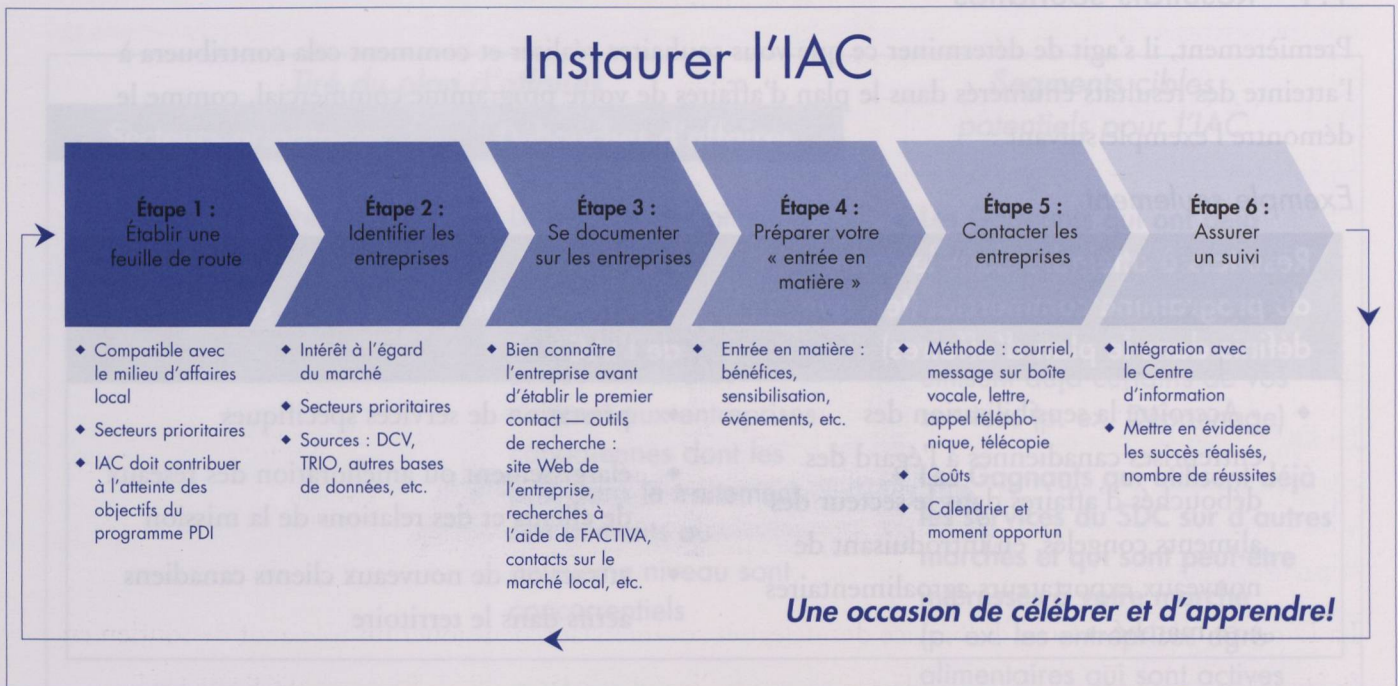 Instaurer l'IAC
Étape 1 :
Établir une
feuille de route
Étape 2 :
Identifier les
entreprises
Étape 3 :
Se documenter
sur les entreprises
Étape 4 :
Préparer votre
« entrée en
matière »
Étape 5 :
Contacter les
entreprises
Étape 6 :
Assurer
un suivi
◆ Compatible avec
le milieu d'affaires
local
◆ Secteurs prioritaires
◆ IAC doit contribuer
à l'atteinte des
objectifs du
programme PDI
◆ Intérêt à l'égard
du marché
◆ Secteurs prioritaires
◆ Sources : DCV,
TRIO, autres bases
de données, etc.
◆ Bien connaître
l'entreprise avant
d'établir le premier
contact — outils
de recherche :
site Web de
l'entreprise,
recherches à
l'aide de FACTIVA,
contacts sur le
marché local, etc.
Entrée en matière :
bénéfices,
sensibilisation,
événements, etc.
◆ Méthode : courriel,
message sur boîte
vocale, lettre,
appel télépho-
nique, télécopie
◆ Coûts
◆ Calendrier et
moment opportun
◆ Intégration avec
le Centre
d'information
◆ Mettre en évidence
les succès réalisés,
nombre de réussites
Une occasion de célébrer et d'apprendre!